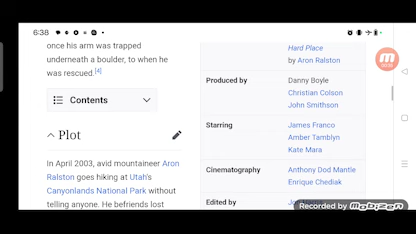 6:38
once his arm was trapped
underneath a boulder, to when he
was rescued.[4]
Contents
Plot
In April 2003, avid mountaineer Aron
Ralston goes hiking at Utah's
Canyonlands National Park without
telling anyone. He befriends lost
Hard Place
by Aron Ralston
Produced by
Danny Boyle
Christian Colson
John Smithson
Starring
James Franco
Amber Tamblyn
Kate Mara
Cinematography
Anthony Dod Mantle
Enrique Chediak
Edited by
Recorded by
Mobizen